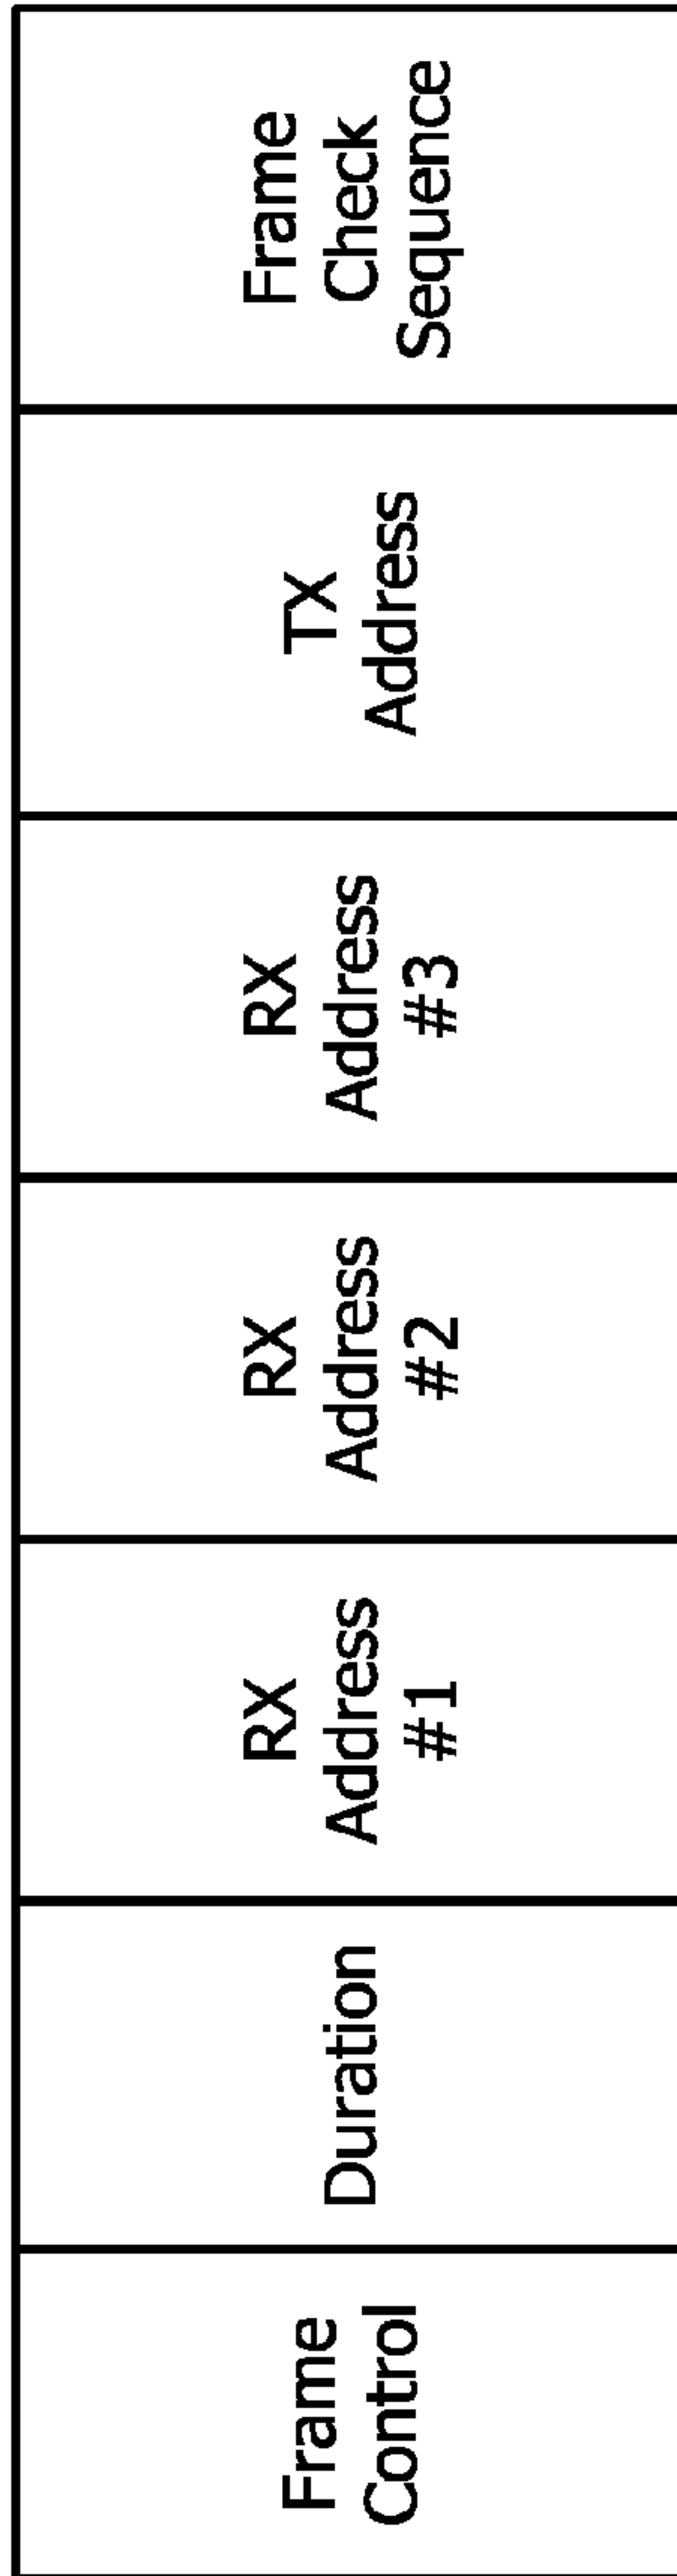 Frame
Control
Duration
RX
Address
#1
RX
Address
#2
RX
Address
#3
TX
Address
Frame
Check
Sequence